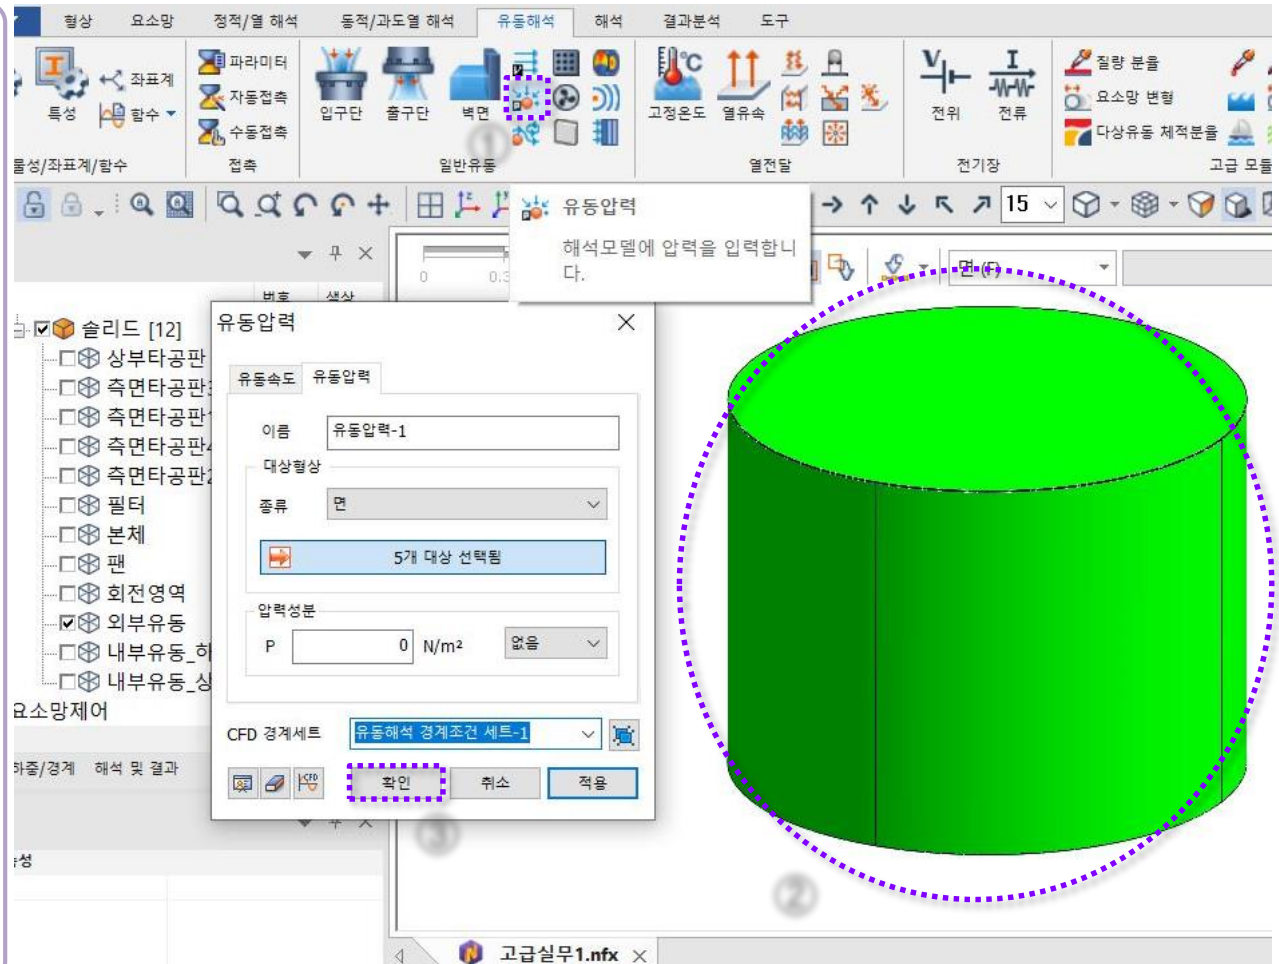 형상 요소망 정적/열 해석 동적/과도열 해석 유동해석 해석 결과분석 도구
특성 좌표계 함수
물성/좌표계/함수
파라미터
자동접촉
수동접촉
접촉
입구단 출구단 벽면
일반유동
고정온도 열유속
열전달
전위 전류
전기장
질량 분율
요소망 변형
다상유동 체적분율
고급 모듈
15
유동압력
해석모델에 압력을 입력합니
다.
0 0.3
면 (F)
번호 색상
솔리드 [12]
상부타공판
측면타공판3
측면타공판1
측면타공판4
측면타공판2
필터
본체
팬
회전영역
외부유동
내부유동_하
내부유동_상
요소망제어
하중/경계 해석 및 결과
유동압력
유동속도 유동압력
이름 유동압력-1
대상형상
종류 면
5개 대상 선택됨
압력성분
P 0 N/m² 없음
CFD 경계세트 유동해석 경계조건 세트-1
CFD
확인 취소 적용
①
②
③
고급실무1.nfx